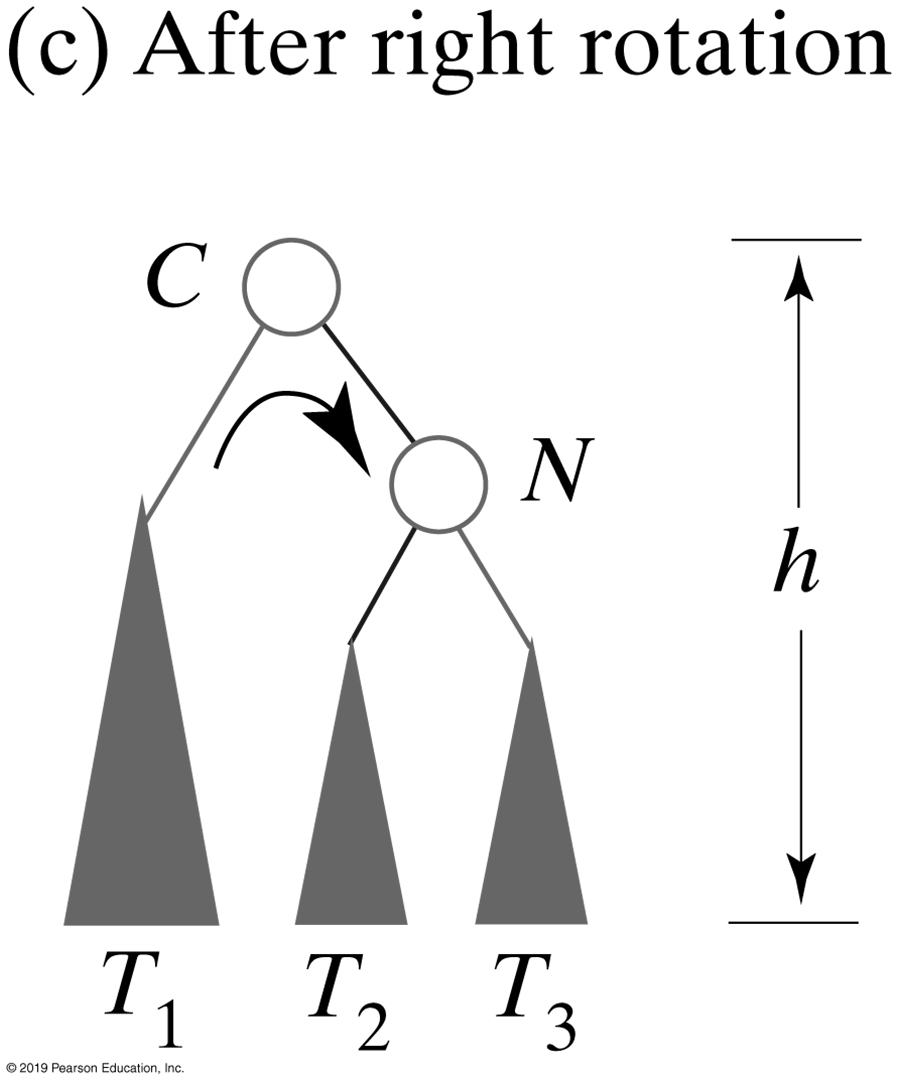 (c) After right rotation
C
N
h
T1 T2 T3
© 2019 Pearson Education, Inc.